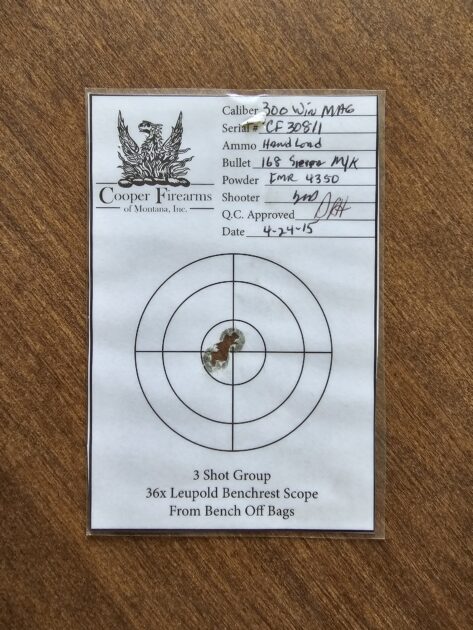 Cooper Firearms
of Montana, Inc.
Caliber 300 Win MAG
Serial # CF 30811
Ammo Hand Load
Bullet 168 Sierra M/K
Powder IMR 4350
Shooter
Q.C. Approved
Date 4-24-15
3 Shot Group
36x Leupold Benchrest Scope
From Bench Off Bags